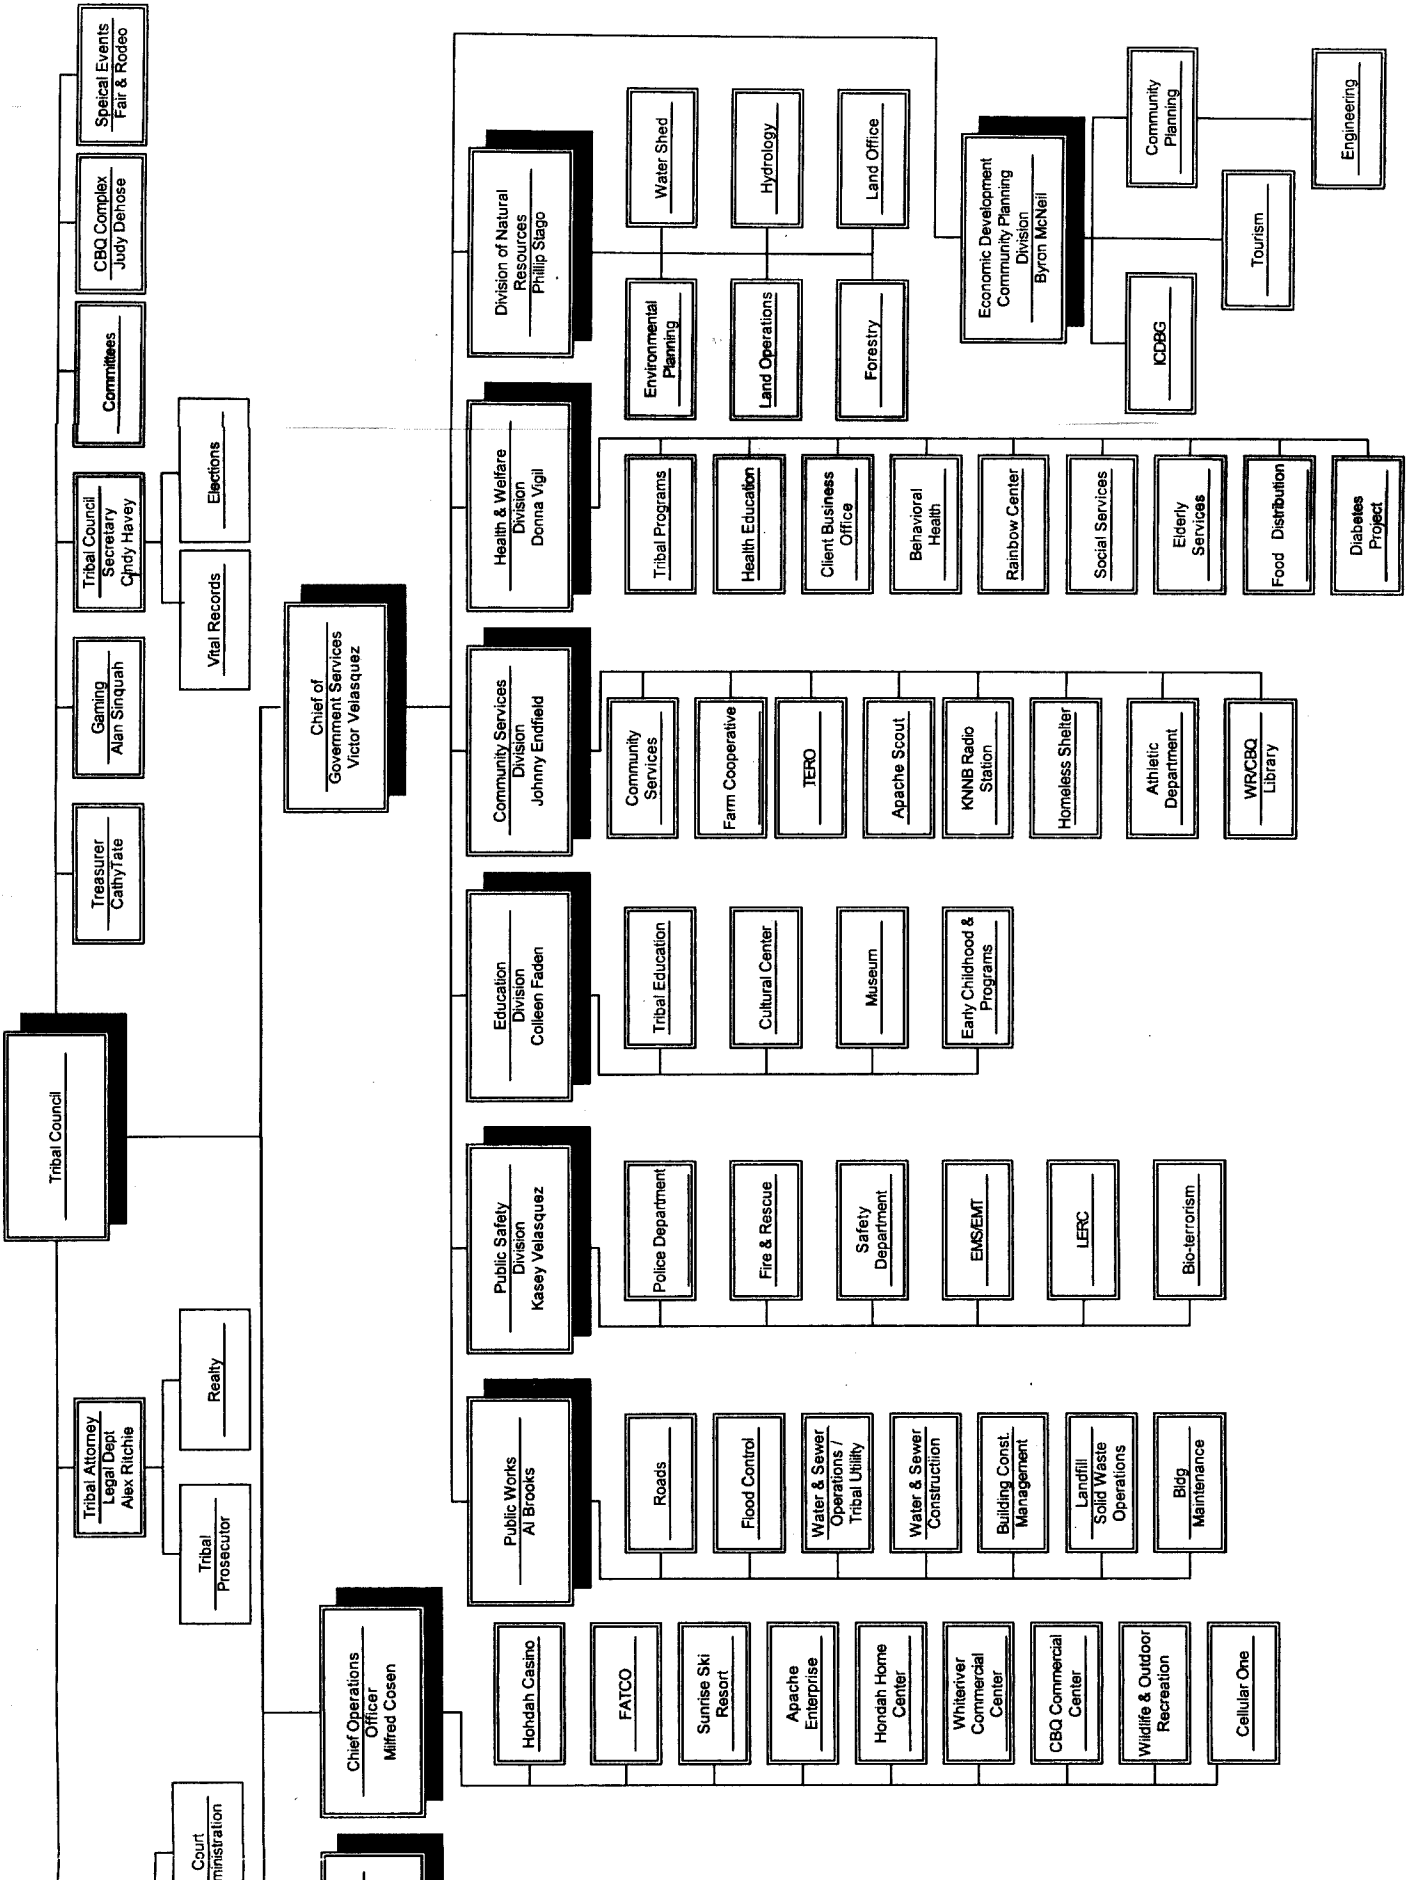 Tribal Council
Court
ministration
Tribal Attorney
Legal Dept
Alex Ritchie
Tribal
Prosecutor
Realty
Treasurer
CathyTate
Gaming
Alan Sinquah
Tribal Council
Secretary
Cindy Havey
Vital Records
Elections
Committees
CBQ Complex
Judy Dehose
Speical Events
Fair & Rodeo
Chief Operations
Officer
Milfred Cosen
Hohdah Casino
FATCO
Sunrise Ski
Resort
Apache
Enterprise
Hondah Home
Center
Whiteriver
Commercial
Center
CBQ Commercial
Center
Wildlife & Outdoor
Recreation
Cellular One
Chief of
Government Services
Victor Velasquez
Public Works
Al Brooks
Roads
Flood Control
Water & Sewer
Operations /
Tribal Utility
Water & Sewer
Constructiion
Building Const.
Management
Landfill
Solid Waste
Operations
Bldg
Maintenance
Public Safety
Division
Kasey Velasquez
Police Department
Fire & Rescue
Safety
Department
EMS/EMT
LERC
Bio-terrorism
Education
Division
Colleen Faden
Tribal Education
Cultural Center
Museum
Early Childhood &
Programs
Community Services
Division
Johnny Endfield
Community
Services
Farm Cooperative
TERO
Apache Scout
KNNB Radio
Station
Homeless Shelter
Athletic
Department
WR/CBQ
Library
Health & Welfare
Division
Donna Vigil
Tribal Programs
Health Education
Client Business
Office
Behavioral
Health
Rainbow Center
Social Services
Elderly
Services
Food Distribution
Diabetes
Project
Division of Natural
Resources
Phillip Stago
Environmental
Planning
Water Shed
Land Operations
Hydrology
Forestry
Land Office
Economic Development
Community Planning
Division
Byron McNeil
ICDBG
Tourism
Community
Planning
Engineering